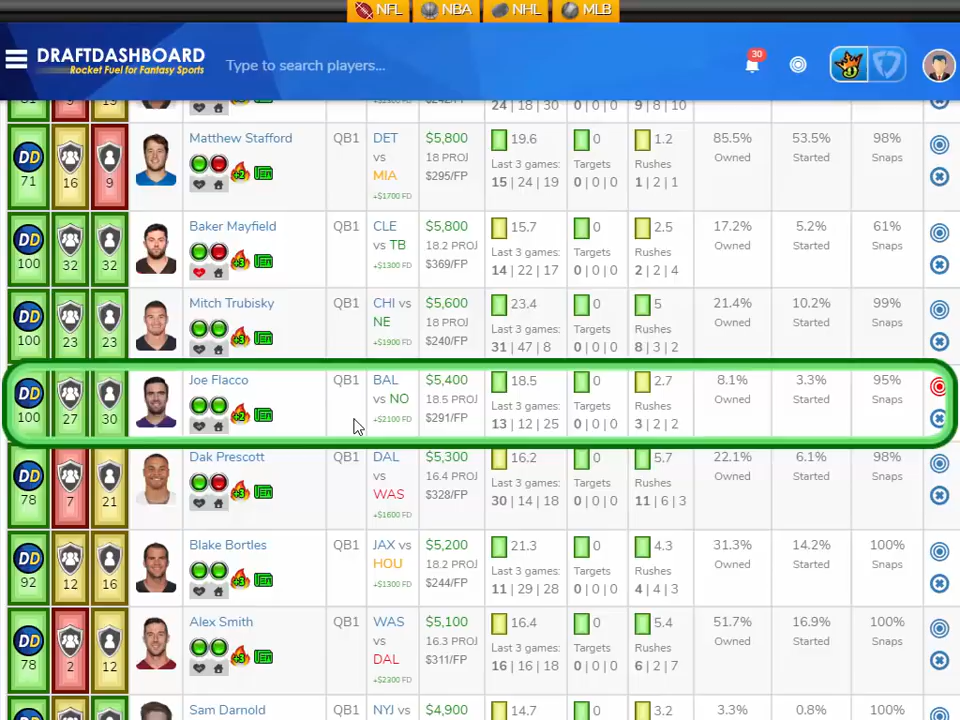 NFL NBA NHL MLB
DRAFTDASHBOARD
Rocket Fuel for Fantasy Sports
Type to search players...
30
24 | 18 | 30 0 | 0 | 0 9 | 8 | 10
DD 71 16 9
Matthew Stafford QB1 DET vs MIA +$1700 FD
$5,800 18 PROJ $295/FP
19.6 Last 3 games: 15 | 24 | 19
0 Targets 0 | 0 | 0
1.2 Rushes 1 | 2 | 1
85.5% Owned 53.5% Started 98% Snaps
+2
DD 100 32 32
Baker Mayfield QB1 CLE vs TB +$1300 FD
$5,800 18.2 PROJ $369/FP
15.7 Last 3 games: 14 | 22 | 17
0 Targets 0 | 0 | 0
2.5 Rushes 2 | 2 | 4
17.2% Owned 5.2% Started 61% Snaps
+3
DD 100 23 23
Mitch Trubisky QB1 CHI vs NE +$1900 FD
$5,600 18 PROJ $240/FP
23.4 Last 3 games: 31 | 47 | 8
0 Targets 0 | 0 | 0
5 Rushes 8 | 3 | 2
21.4% Owned 10.2% Started 99% Snaps
+3
DD 100 27 30
Joe Flacco QB1 BAL vs NO +$2100 FD
$5,400 18.5 PROJ $291/FP
18.5 Last 3 games: 13 | 12 | 25
0 Targets 0 | 0 | 0
2.7 Rushes 3 | 2 | 2
8.1% Owned 3.3% Started 95% Snaps
+2
DD 78 7 21
Dak Prescott QB1 DAL vs WAS +$1600 FD
$5,300 16.4 PROJ $328/FP
16.2 Last 3 games: 30 | 14 | 18
0 Targets 0 | 0 | 0
5.7 Rushes 11 | 6 | 3
22.1% Owned 6.1% Started 98% Snaps
+3
DD 92 12 16
Blake Bortles QB1 JAX vs HOU +$1300 FD
$5,200 18.2 PROJ $244/FP
21.3 Last 3 games: 11 | 29 | 28
0 Targets 0 | 0 | 0
4.3 Rushes 4 | 4 | 3
31.3% Owned 14.2% Started 100% Snaps
+3
DD 78 2 12
Alex Smith QB1 WAS vs DAL +$2300 FD
$5,100 16.3 PROJ $311/FP
16.4 Last 3 games: 16 | 16 | 18
0 Targets 0 | 0 | 0
5.4 Rushes 6 | 2 | 7
51.7% Owned 16.9% Started 100% Snaps
+3
Sam Darnold QB1 NYJ vs $4,900 14.7 0 3.2 3.3% 0.8% 100%